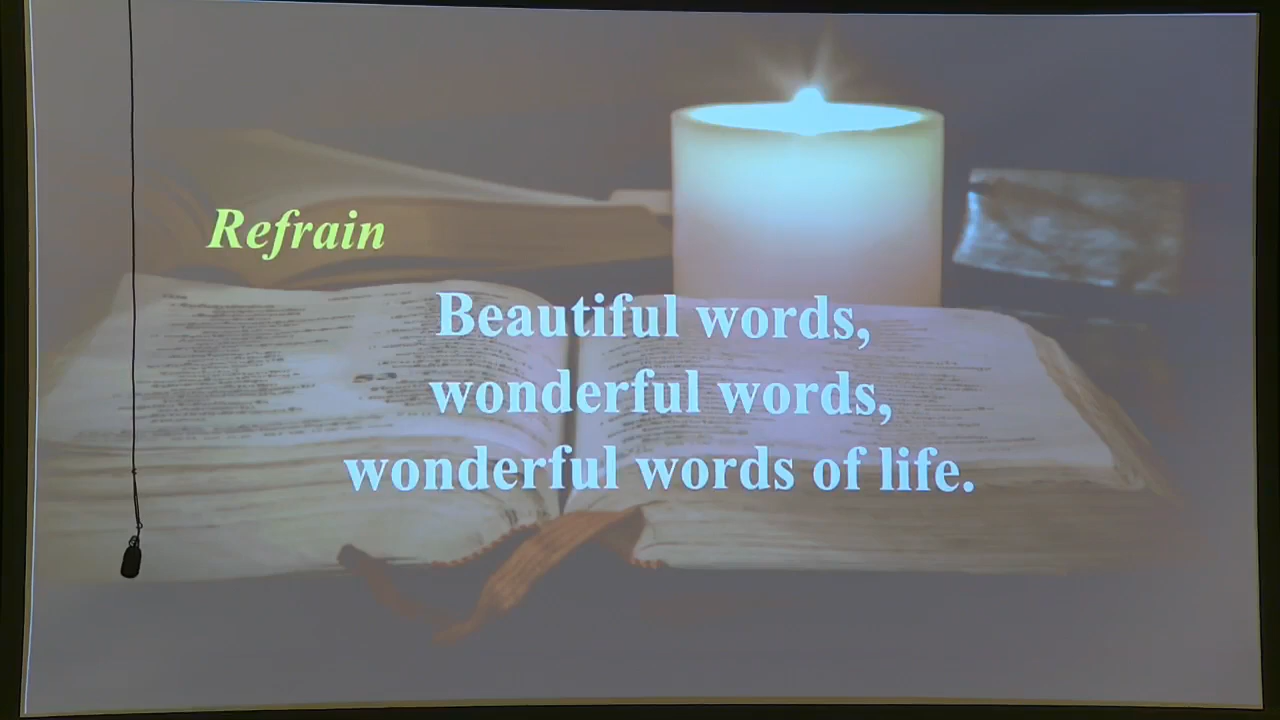 Refrain
Beautiful words,
wonderful words,
wonderful words of life.